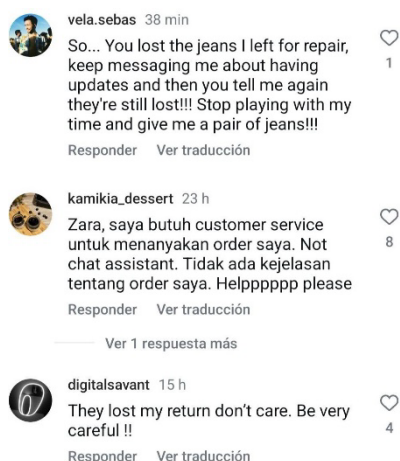 vela.sebas 38 min
So... You lost the jeans I left for repair,
keep messaging me about having
updates and then you tell me again
they're still lost!!! Stop playing with my
time and give me a pair of jeans!!!
1
Responder Ver traducción
kamikia_dessert 23 h
Zara, saya butuh customer service
untuk menanyakan order saya. Not
chat assistant. Tidak ada kejelasan
tentang order saya. Helpppppp please
8
Responder Ver traducción
Ver 1 respuesta más
digitalsavant 15 h
They lost my return don’t care. Be very
careful !!
4
Responder Ver traducción